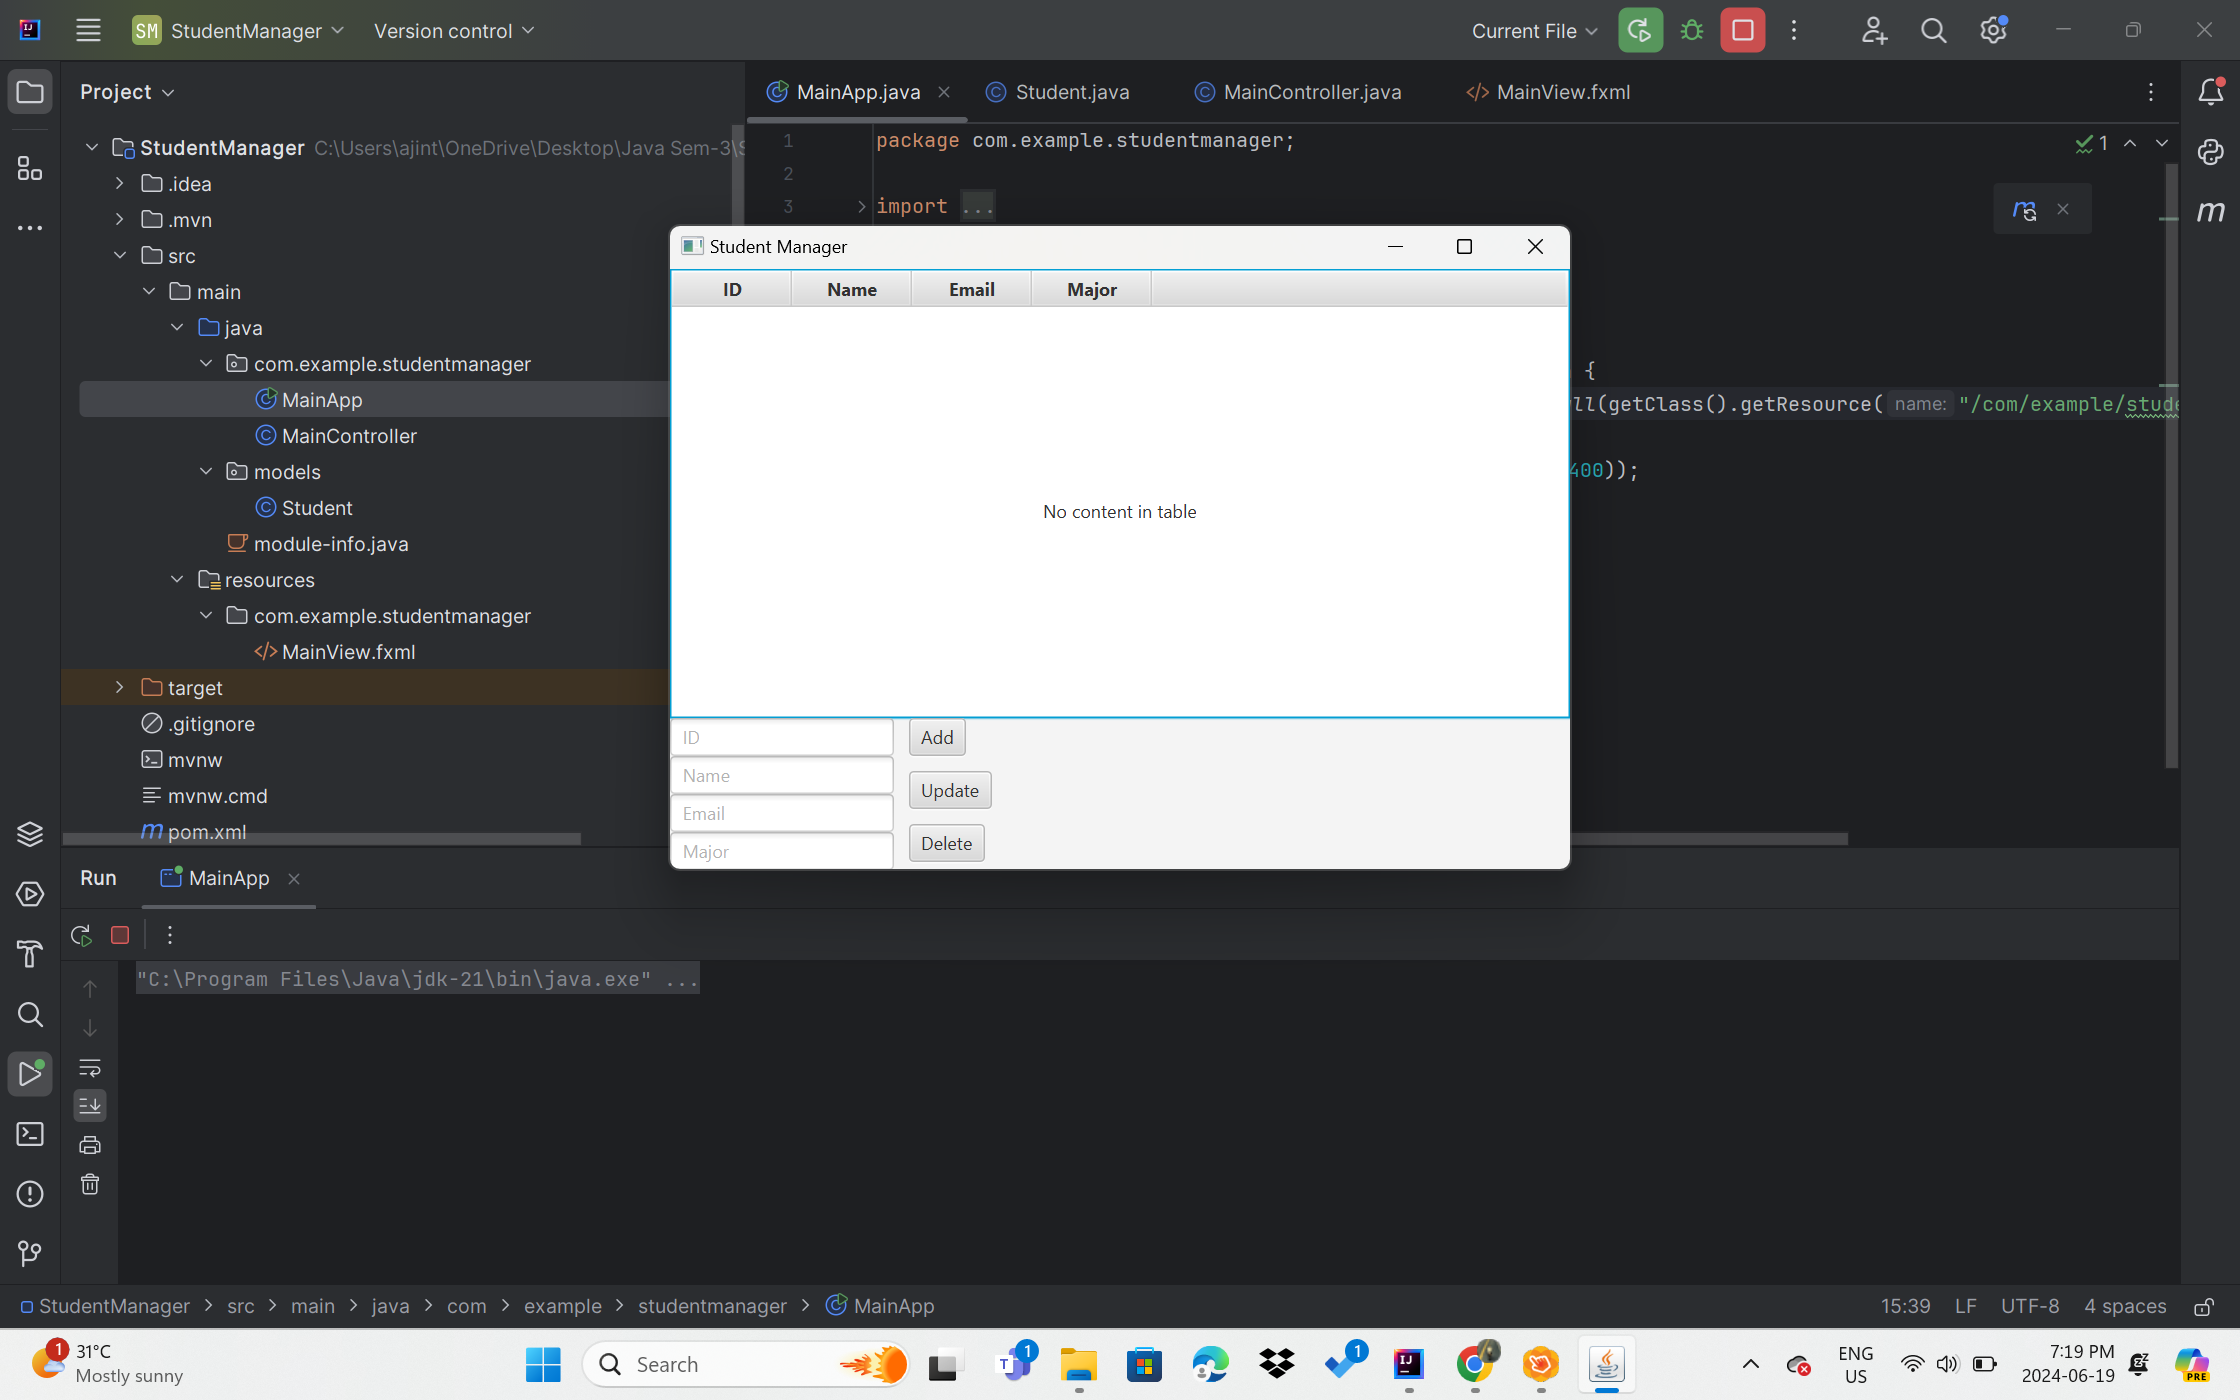 SM StudentManager Version control Current File
Project
MainApp.java Student.java MainController.java MainView.fxml
StudentManager C:\Users\ajint\OneDrive\Desktop\Java Sem-3\S
.idea
.mvn
src
main
java
com.example.studentmanager
MainApp
MainController
models
Student
module-info.java
resources
com.example.studentmanager
MainView.fxml
target
.gitignore
mvnw
mvnw.cmd
pom.xml
1 package com.example.studentmanager;
1
2
3 import ...
{
ll(getClass().getResource( name: "/com/example/stude
400));
Student Manager
ID Name Email Major
No content in table
ID
Name
Email
Major
Add
Update
Delete
Run MainApp
"C:\Program Files\Java\jdk-21\bin\java.exe" ...
StudentManager > src > main > java > com > example > studentmanager > MainApp
15:39 LF UTF-8 4 spaces
1
31°C
Mostly sunny
Search
1
1
ENG
US
7:19 PM
2024-06-19
PRE